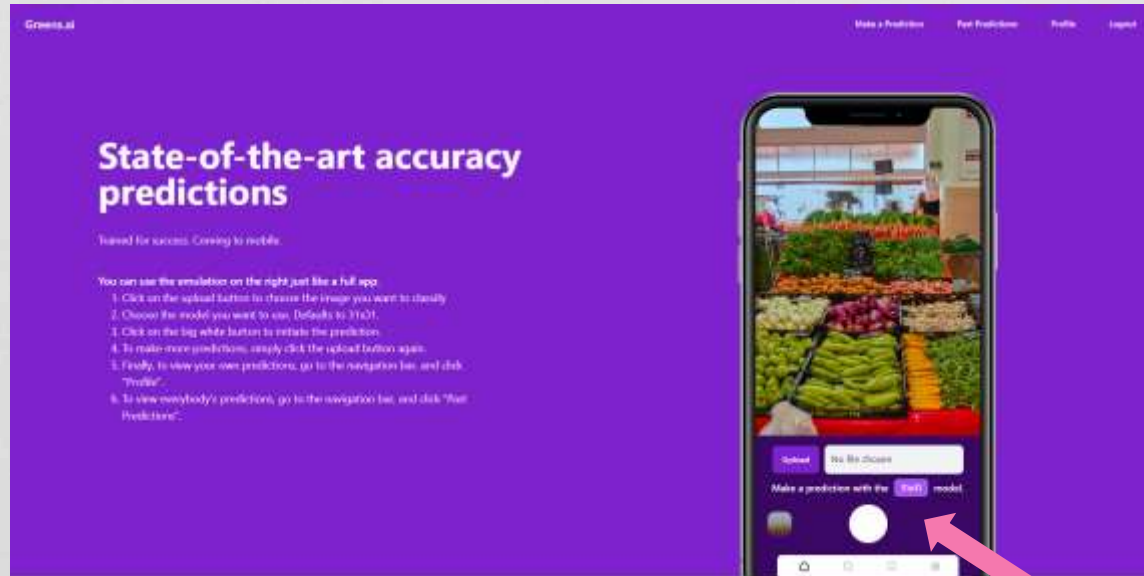 Greens.ai
Make a Prediction Past Predictions Profile Logout
State-of-the-art accuracy
predictions
Trained for success. Coming to mobile.
You can use the emulation on the right just like a full app.
1. Click on the upload button to choose the image you want to classify
2. Choose the model you want to use. Defaults to 31x31.
3. Click on the big white button to initiate the prediction.
4. To make more predictions, simply click the upload button again.
5. Finally, to view your own predictions, go to the navigation bar, and click
"Profile".
6. To view everybody's predictions, go to the navigation bar, and click "Past
Predictions".
Upload No file chosen
Make a prediction with the 31x31 model.